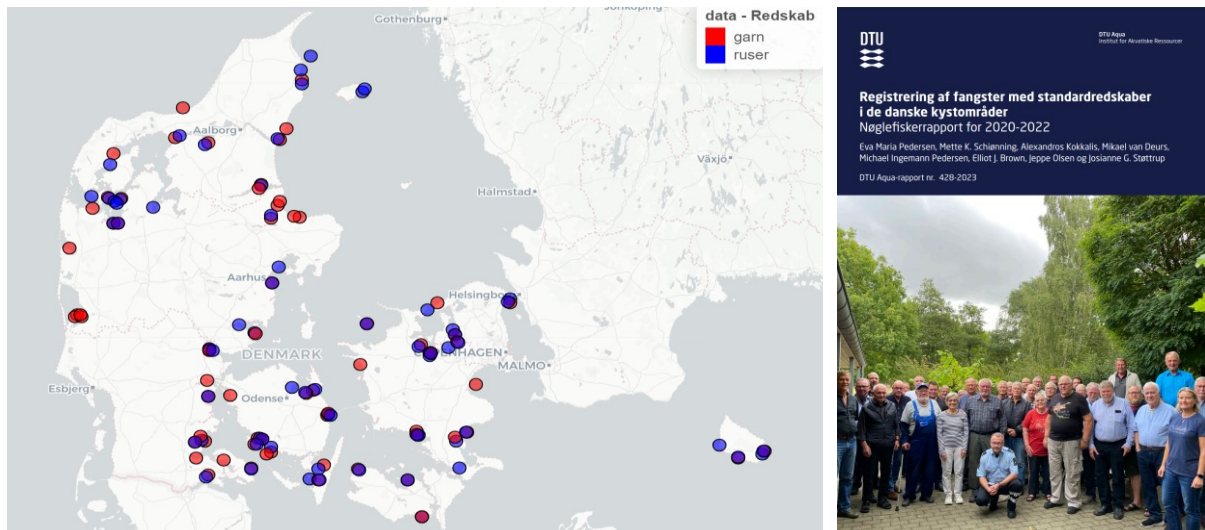 Gothenburg
Jönköping
data - Redskab
garn
ruser
Aalborg
Växjö
Halmstad
Aarhus
Helsingbo
DENMARK
COPENHAGEN
MALMO
Esbjerg
Odense
DTU
DTU Aqua
Institut for Akvatiske Ressourcer
Registrering af fangster med standardredskaber
i de danske kystområder
Nøglefiskerrapport for 2020-2022
Eva Maria Pedersen, Mette K. Schiønning, Alexandros Kokkalis, Mikael van Deurs,
Michael Ingemann Pedersen, Elliot J. Brown, Jeppe Olsen og Josianne G. Støttrup
DTU Aqua-rapport nr. 428-2023